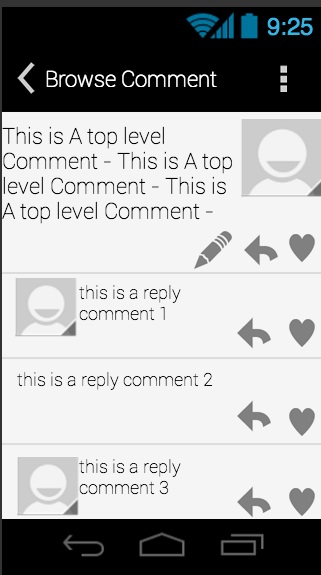 9:25
Browse Comment
This is A top level
Comment - This is A top
level Comment - This is
A top level Comment -
this is a reply
comment 1
this is a reply comment 2
this is a reply
comment 3